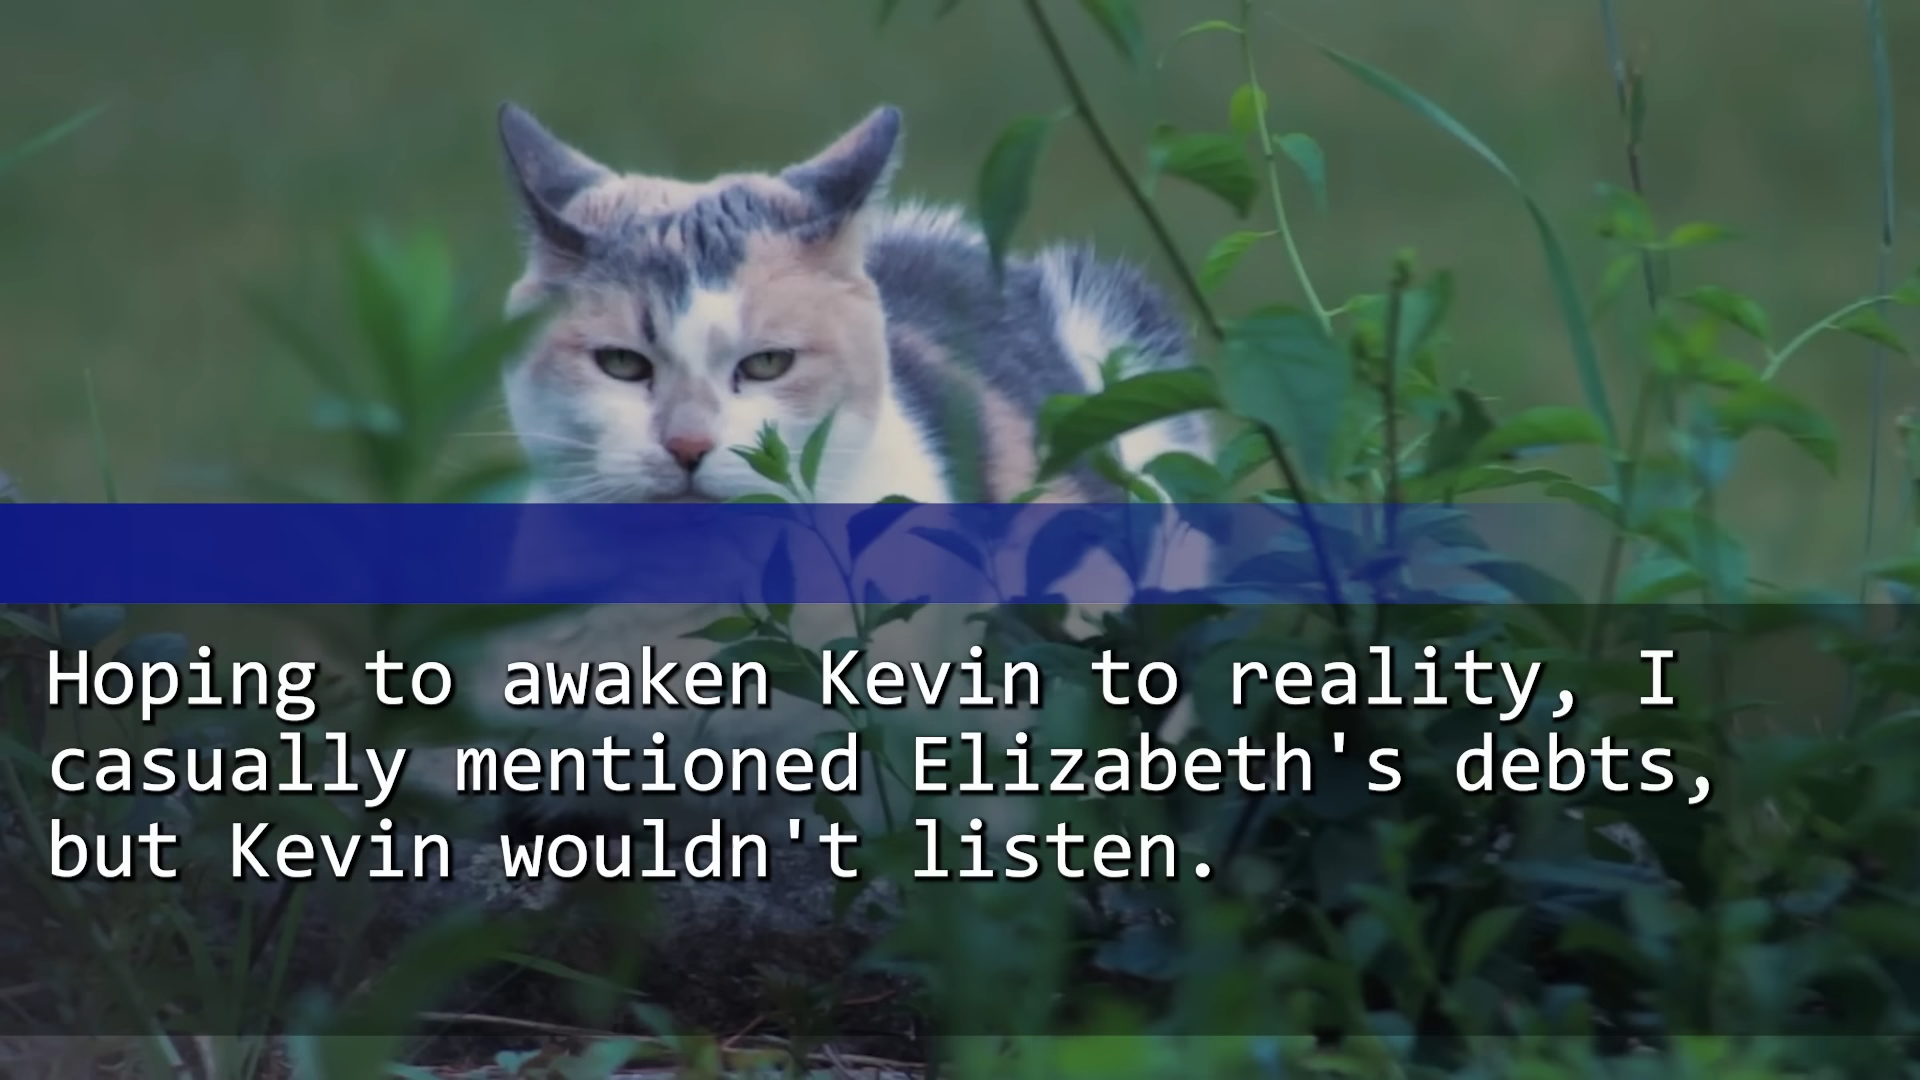 Hoping to awaken Kevin to reality, I
casually mentioned Elizabeth's debts,
but Kevin wouldn't listen.